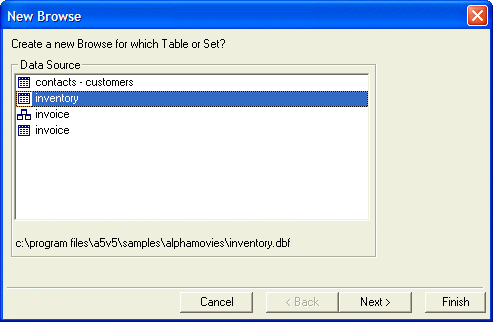 New Browse
Create a new Browse for which Table or Set?
Data Source
contacts - customers
inventory
invoice
invoice
c:\program files\a5v5\samples\alphamovies\inventory.dbf
Cancel < Back Next > Finish